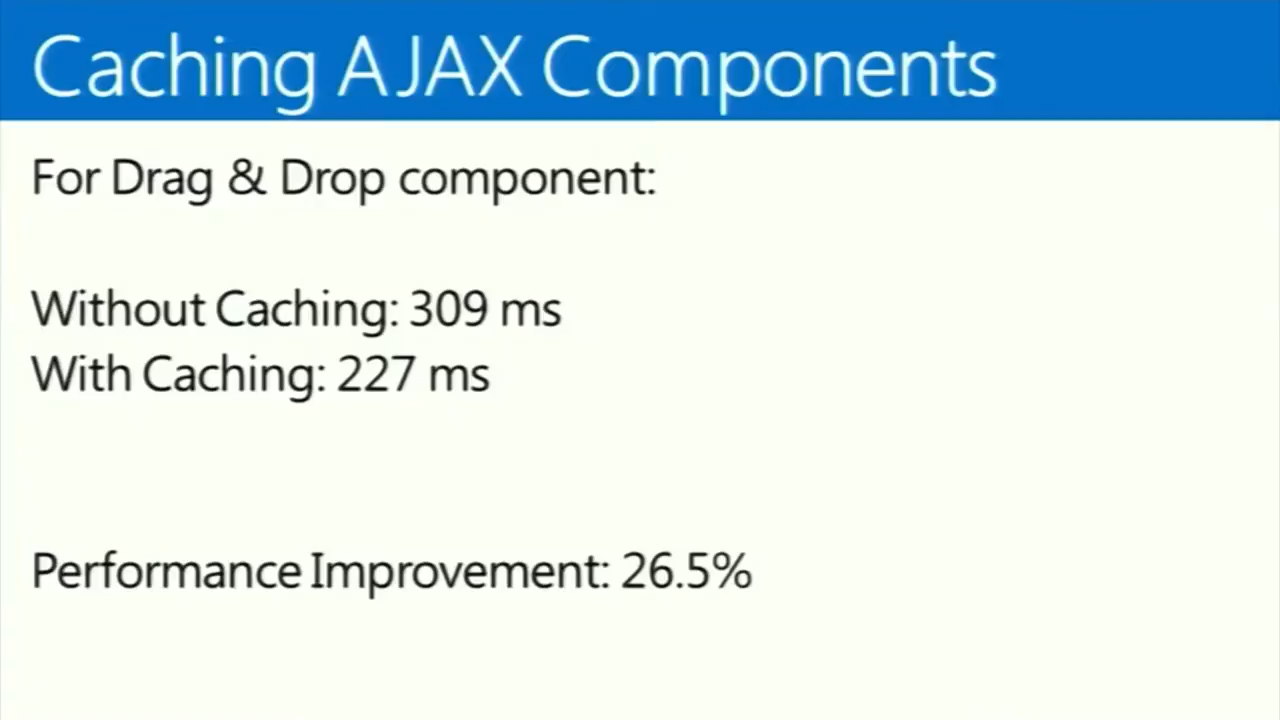 Caching AJAX Components
For Drag & Drop component:
Without Caching: 309 ms
With Caching: 227 ms
Performance Improvement: 26.5%